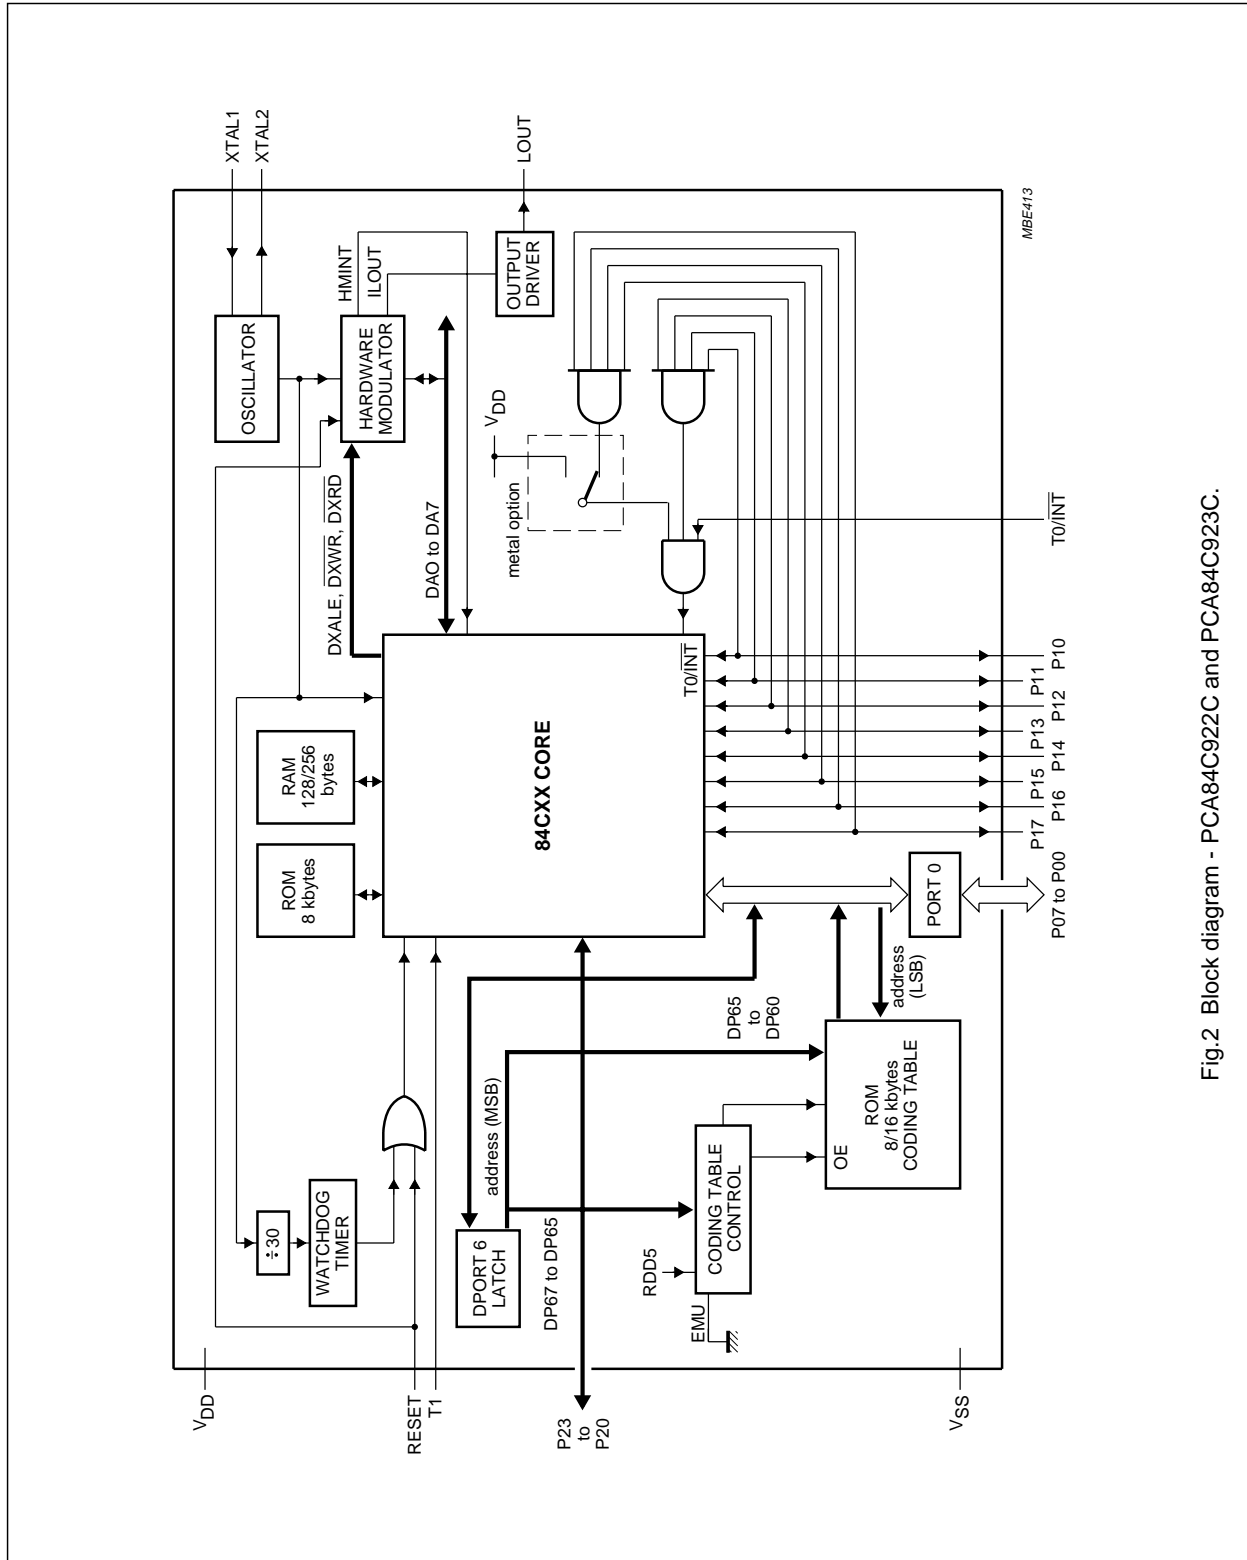 XTAL1
XTAL2
LOUT
MBE413
OSCILLATOR
HARDWARE
MODULATOR
HMINT
ILOUT
OUTPUT
DRIVER
VDD
metal option
DXALE, DXWR, DXRD
DAO to DA7
T0/INT
RAM
128/256
bytes
ROM
8 kbytes
84CXX CORE
T0/INT
P10
P11
P12
P13
P14
P15
P16
P17
P07 to P00
PORT 0
address
(LSB)
DP65
to
DP60
address (MSB)
ROM
8/16 kbytes
CODING TABLE
OE
CODING TABLE
CONTROL
÷30
WATCHDOG
TIMER
DPORT 6
LATCH
DP67 to DP65
RDD5
EMU
VDD
RESET
T1
P23
to
P20
VSS
Fig.2 Block diagram - PCA84C922C and PCA84C923C.